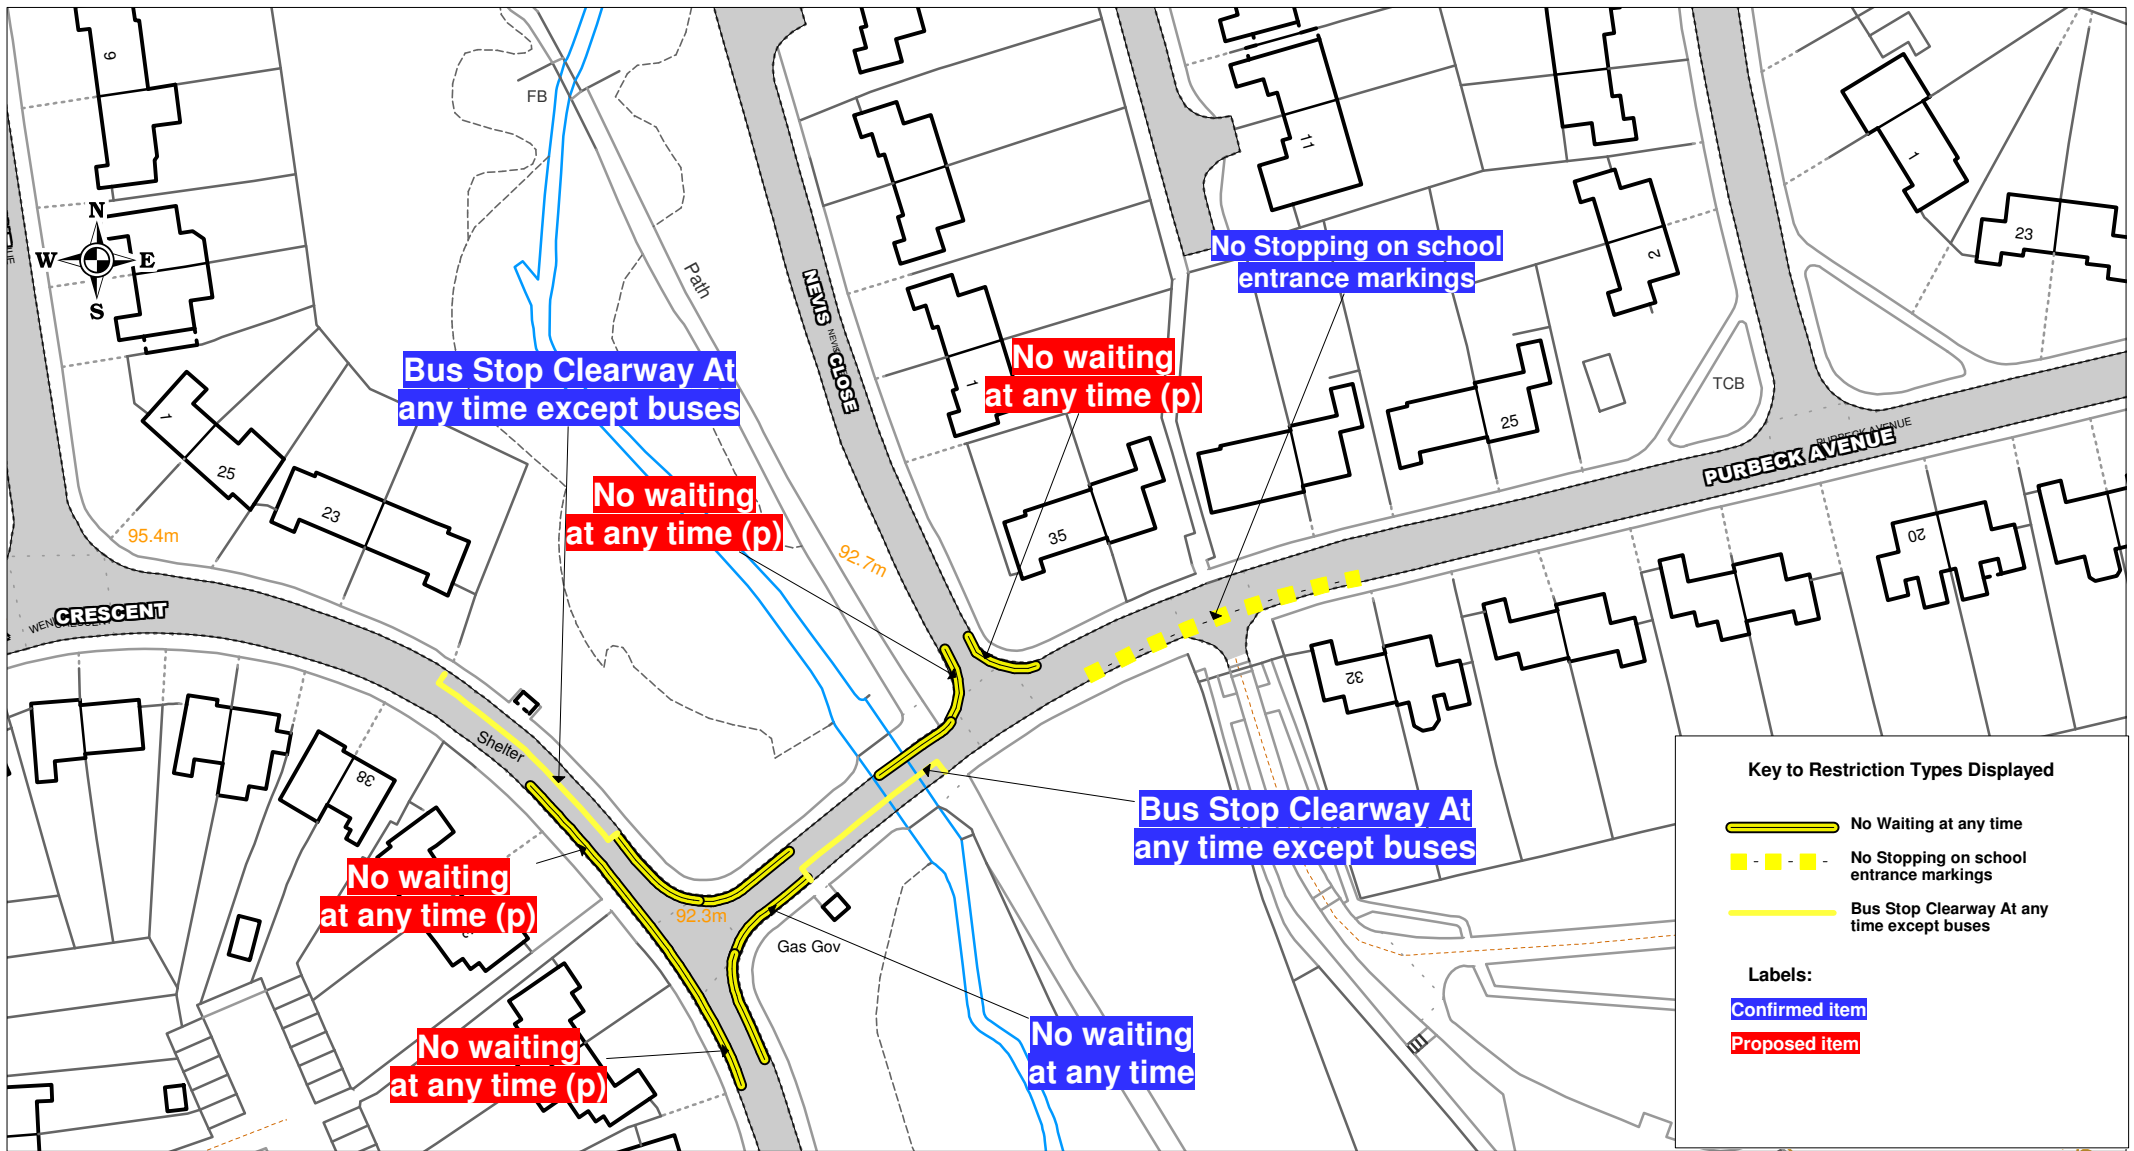 9
FB
11
1
23
N
W E
S
Path
NEVIS
CLOSE
No Stopping on school
entrance markings
2
1
TCB
Bus Stop Clearway At
any time except buses
No waiting
at any time (p)
1
25
23
95.4m
No waiting
at any time (p)
92.7m
35
25
PURBECK AVENUE
PURBECK AVENUE
20
32
CRESCENT
Shelter
38
Bus Stop Clearway At
any time except buses
No waiting
at any time (p)
92.3m
Gas Gov
No waiting
at any time (p)
No waiting
at any time
Key to Restriction Types Displayed
No Waiting at any time
No Stopping on school
entrance markings
Bus Stop Clearway At any
time except buses
Labels:
Confirmed item
Proposed item